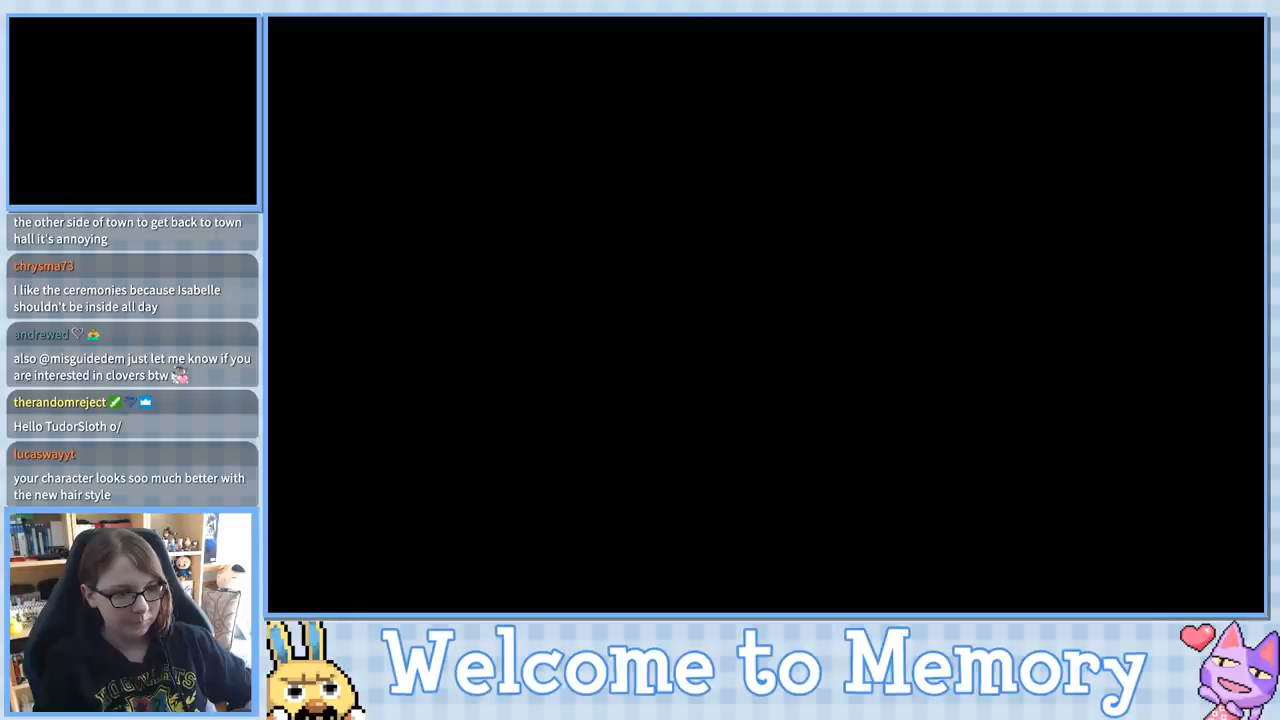 the other side of town to get back to town
hall it's annoying
chrysma73
I like the ceremonies because Isabelle
shouldn't be inside all day
andrewed
also @misguidedem just let me know if you
are interested in clovers btw
therandomreject
Hello TudorSloth o/
lucaswayyt
your character looks soo much better with
the new hair style
HOGWARTS
Welcome to Memory